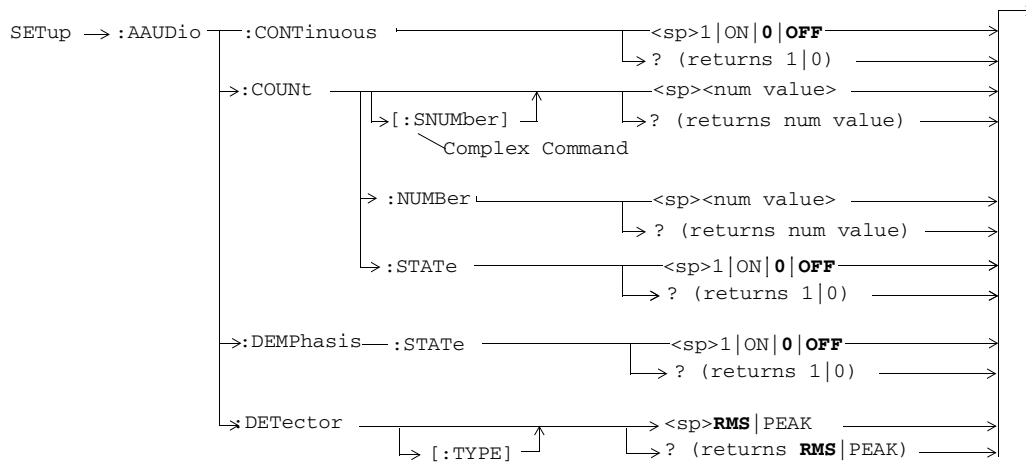 SETup :AAUDio :CONTinuous <sp>1|ON|0|OFF
? (returns 1|0)
:COUNt <sp><num value>
[:SNUMber] ? (returns num value)
Complex Command
:NUMBer <sp><num value>
? (returns num value)
:STATe <sp>1|ON|0|OFF
? (returns 1|0)
:DEMPhasis :STATe <sp>1|ON|0|OFF
? (returns 1|0)
:DETector <sp>RMS|PEAK
[:TYPE] ? (returns RMS|PEAK)